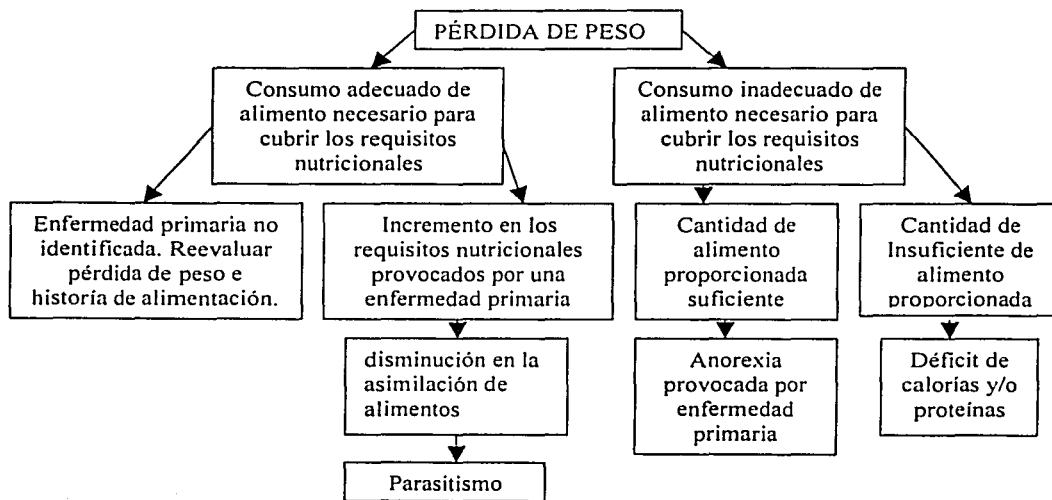 PÉRDIDA DE PESO
Consumo adecuado de
alimento necesario para
cubrir los requisitos
nutricionales
Consumo inadecuado de
alimento necesario para
cubrir los requisitos
nutricionales
Enfermedad primaria no
identificada. Reevaluar
pérdida de peso e
historía de alimentación.
Incremento en los
requisitos nutricionales
provocados por una
enfermedad primaria
Cantidad de
alimento
proporcionada
suficiente
Cantidad de
Insuficiente de
alimento
proporcionada
disminución en la
asimilación de
alimentos
Anorexia
provocada por
enfermedad
primaria
Déficit de
calorías y/o
proteínas
Parasitismo